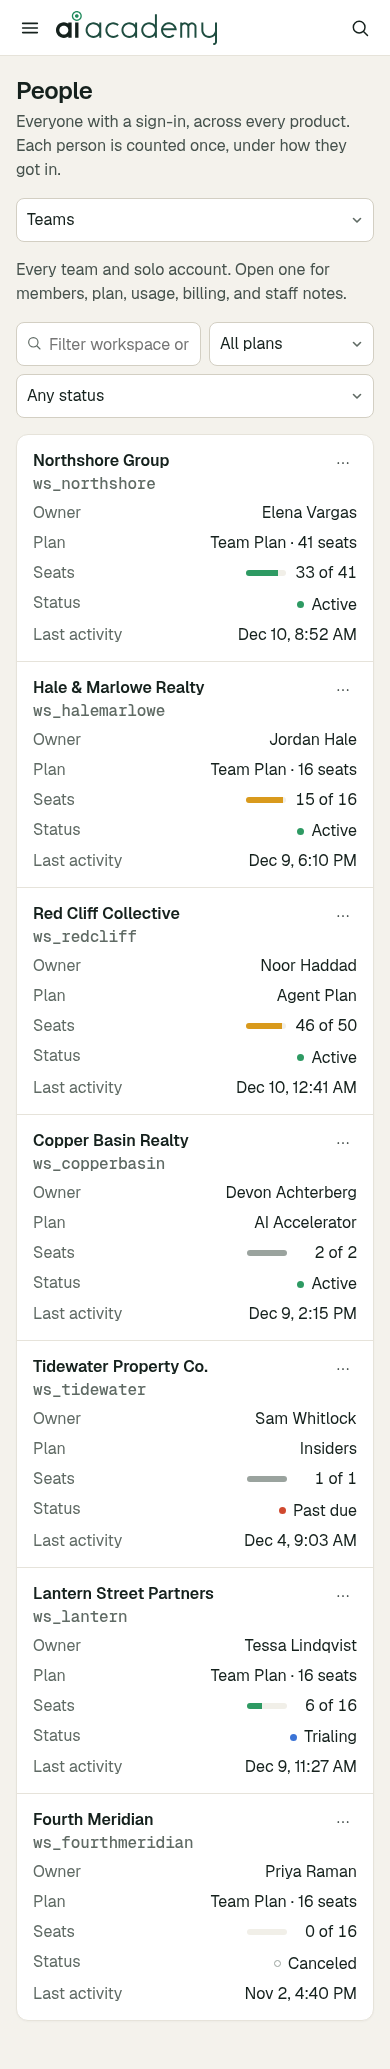 ai academy
People
Everyone with a sign-in, across every product.
Each person is counted once, under how they
got in.
Teams
Every team and solo account. Open one for
members, plan, usage, billing, and staff notes.
Filter workspace or
All plans
Any status
Northshore Group ...
ws_northshore
Owner Elena Vargas
Plan Team Plan · 41 seats
Seats 33 of 41
Status Active
Last activity Dec 10, 8:52 AM
Hale & Marlowe Realty ...
ws_halemarlowe
Owner Jordan Hale
Plan Team Plan · 16 seats
Seats 15 of 16
Status Active
Last activity Dec 9, 6:10 PM
Red Cliff Collective ...
ws_redcliff
Owner Noor Haddad
Plan Agent Plan
Seats 46 of 50
Status Active
Last activity Dec 10, 12:41 AM
Copper Basin Realty ...
ws_copperbasin
Owner Devon Achterberg
Plan AI Accelerator
Seats 2 of 2
Status Active
Last activity Dec 9, 2:15 PM
Tidewater Property Co. ...
ws_tidewater
Owner Sam Whitlock
Plan Insiders
Seats 1 of 1
Status Past due
Last activity Dec 4, 9:03 AM
Lantern Street Partners ...
ws_lantern
Owner Tessa Lindqvist
Plan Team Plan · 16 seats
Seats 6 of 16
Status Trialing
Last activity Dec 9, 11:27 AM
Fourth Meridian ...
ws_fourthmeridian
Owner Priya Raman
Plan Team Plan · 16 seats
Seats 0 of 16
Status Canceled
Last activity Nov 2, 4:40 PM